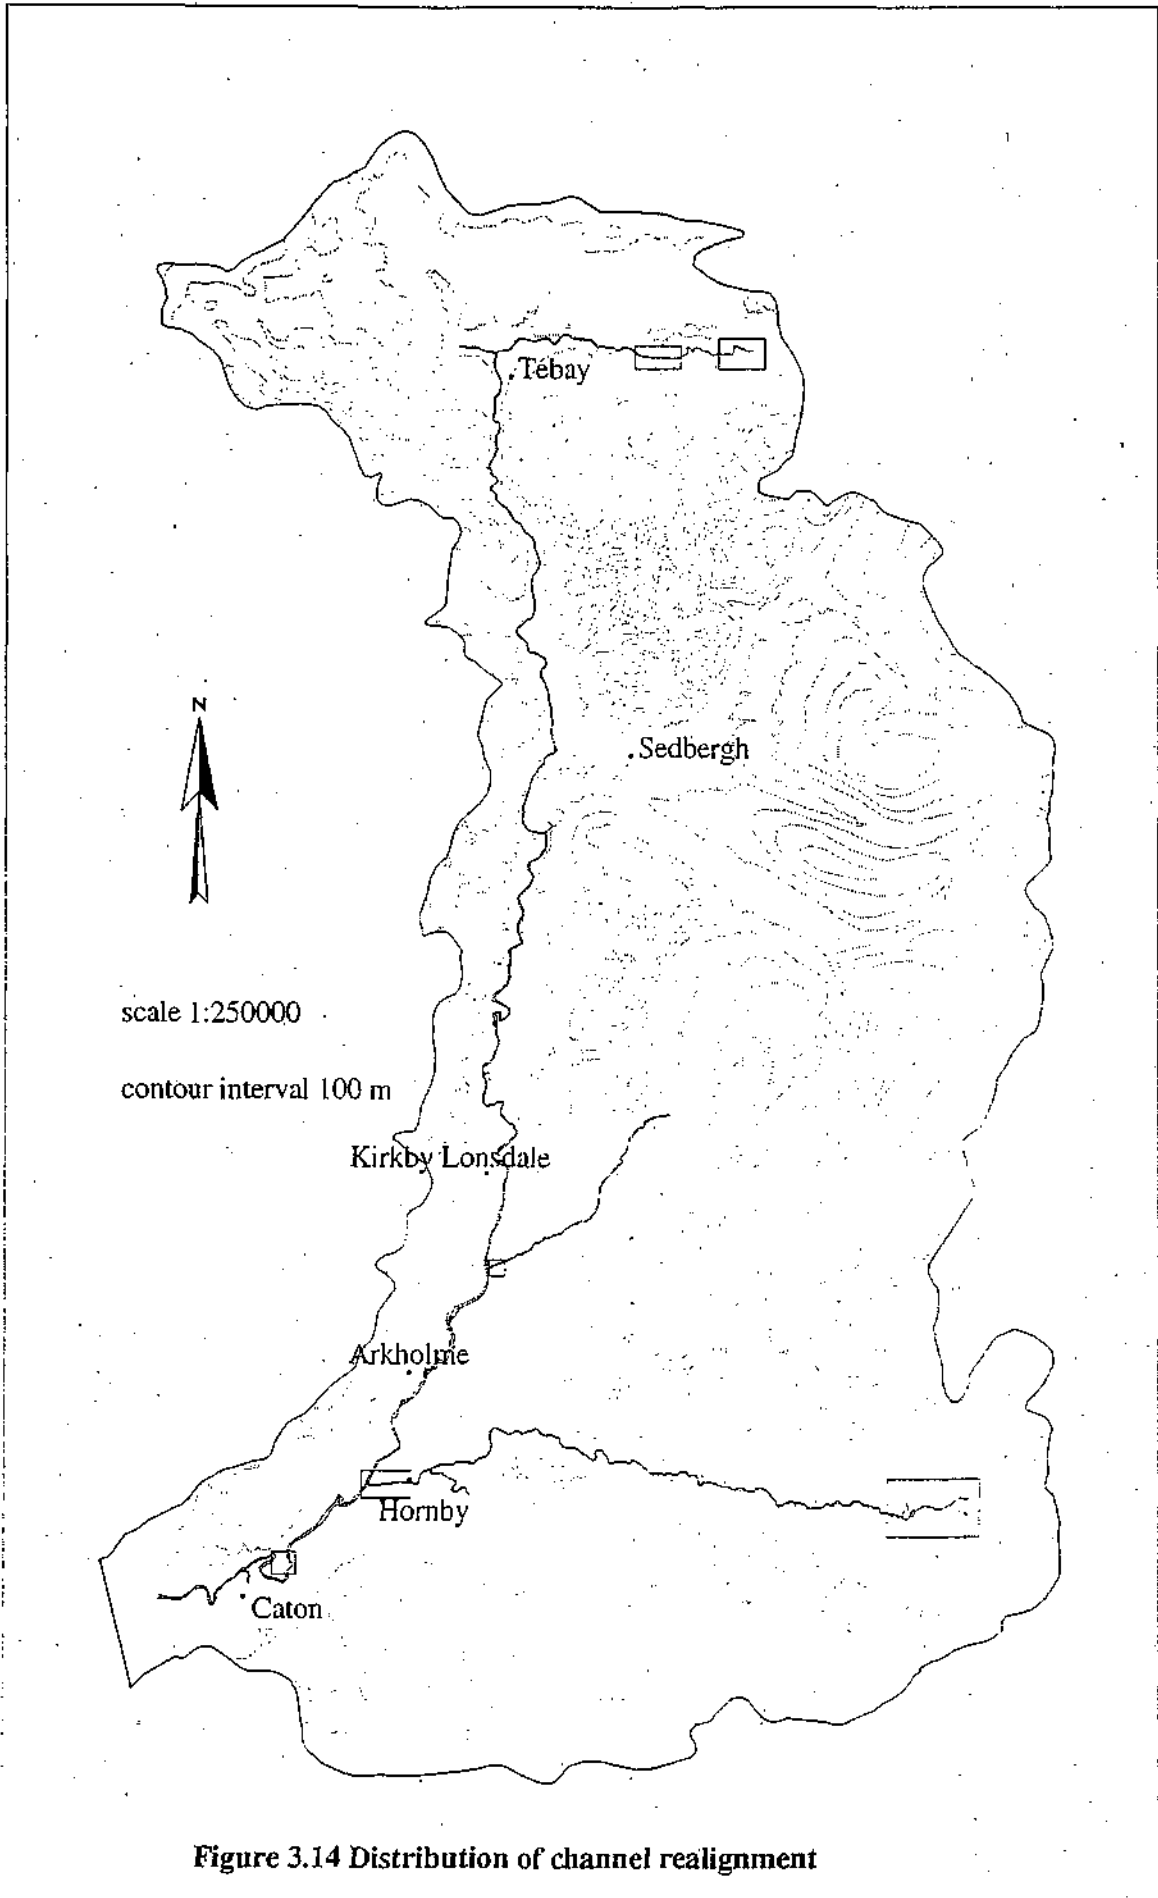 .Tebay
N
.Sedbergh
scale 1:250000
contour interval 100 m
Kirkby Lonsdale
Arkholme
Hornby
Caton
Figure 3.14 Distribution of channel realignment